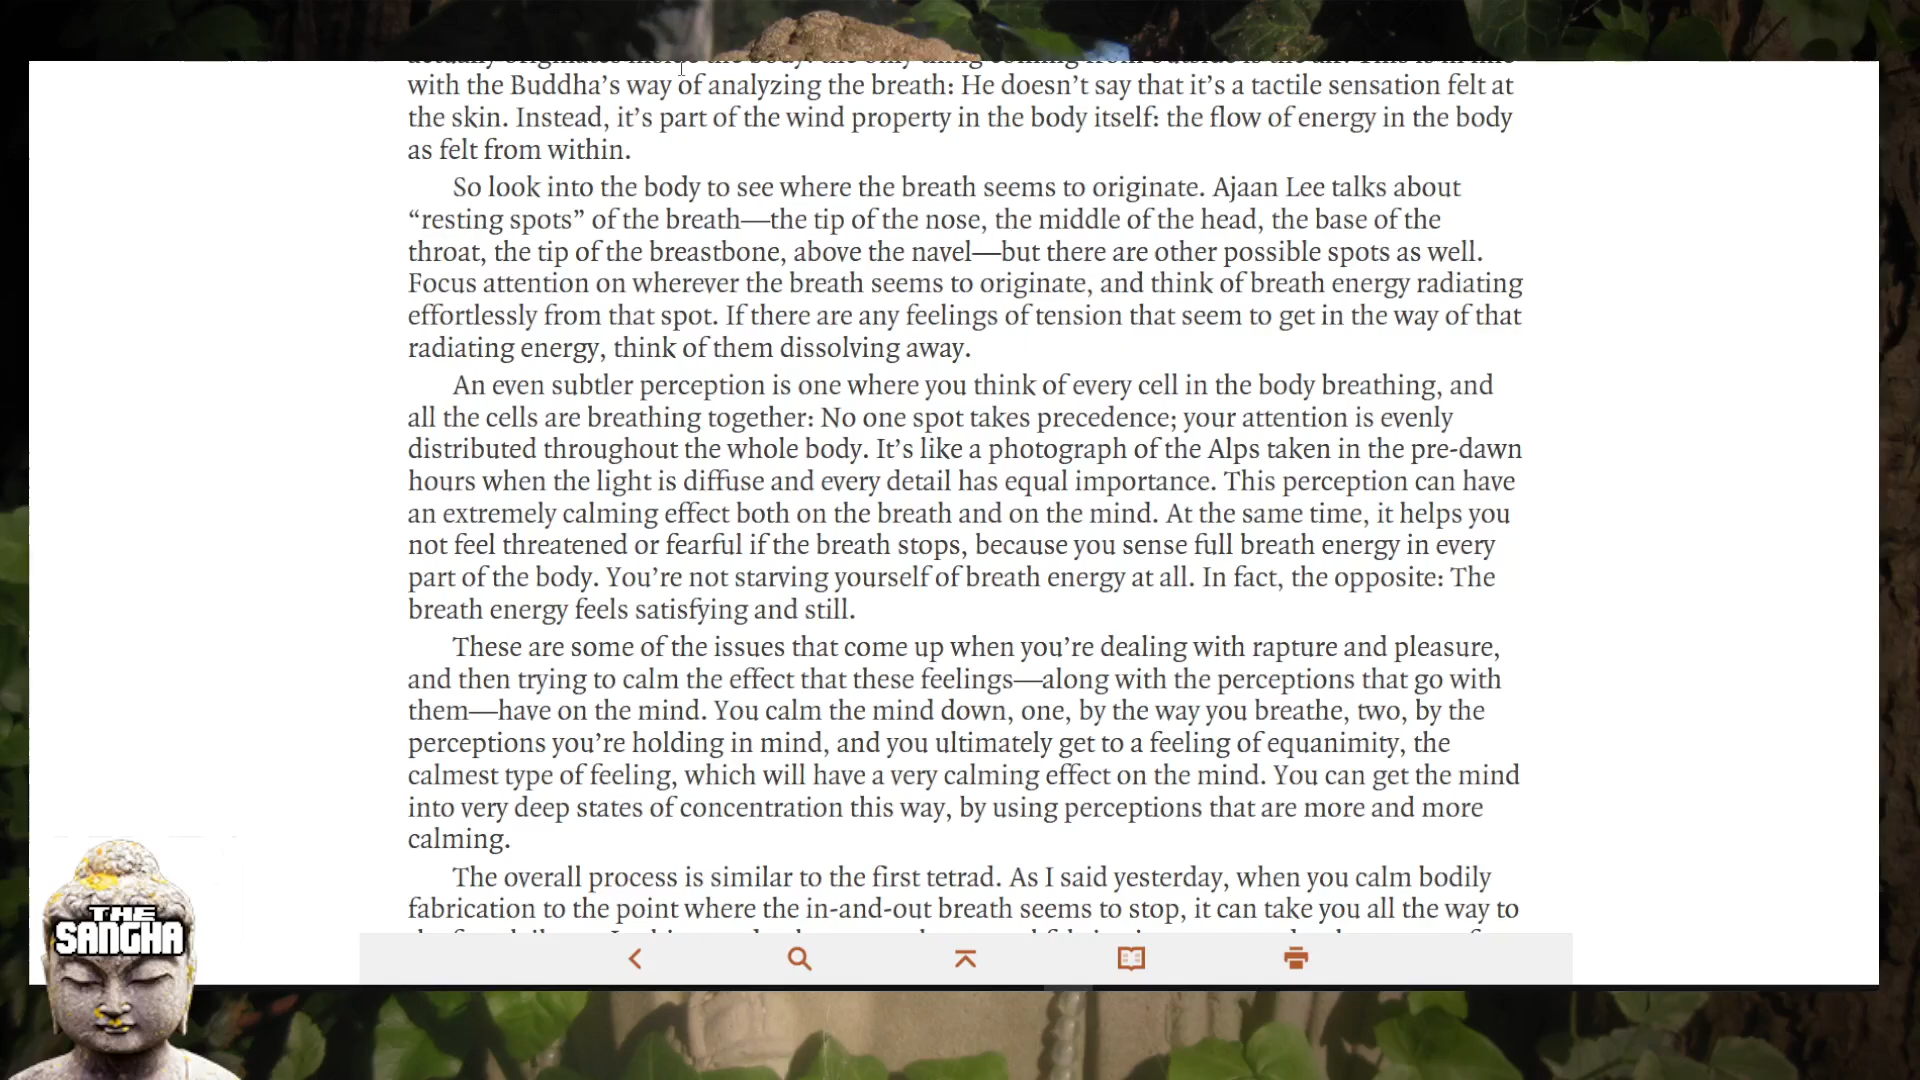 with the Buddha’s way of analyzing the breath: He doesn’t say that it’s a tactile sensation felt at
the skin. Instead, it’s part of the wind property in the body itself: the flow of energy in the body
as felt from within.
So look into the body to see where the breath seems to originate. Ajaan Lee talks about
“resting spots” of the breath—the tip of the nose, the middle of the head, the base of the
throat, the tip of the breastbone, above the navel—but there are other possible spots as well.
Focus attention on wherever the breath seems to originate, and think of breath energy radiating
effortlessly from that spot. If there are any feelings of tension that seem to get in the way of that
radiating energy, think of them dissolving away.
An even subtler perception is one where you think of every cell in the body breathing, and
all the cells are breathing together: No one spot takes precedence; your attention is evenly
distributed throughout the whole body. It’s like a photograph of the Alps taken in the pre-dawn
hours when the light is diffuse and every detail has equal importance. This perception can have
an extremely calming effect both on the breath and on the mind. At the same time, it helps you
not feel threatened or fearful if the breath stops, because you sense full breath energy in every
part of the body. You’re not starving yourself of breath energy at all. In fact, the opposite: The
breath energy feels satisfying and still.
These are some of the issues that come up when you’re dealing with rapture and pleasure,
and then trying to calm the effect that these feelings—along with the perceptions that go with
them—have on the mind. You calm the mind down, one, by the way you breathe, two, by the
perceptions you’re holding in mind, and you ultimately get to a feeling of equanimity, the
calmest type of feeling, which will have a very calming effect on the mind. You can get the mind
into very deep states of concentration this way, by using perceptions that are more and more
calming.
The overall process is similar to the first tetrad. As I said yesterday, when you calm bodily
fabrication to the point where the in-and-out breath seems to stop, it can take you all the way to
THE
SANGHA